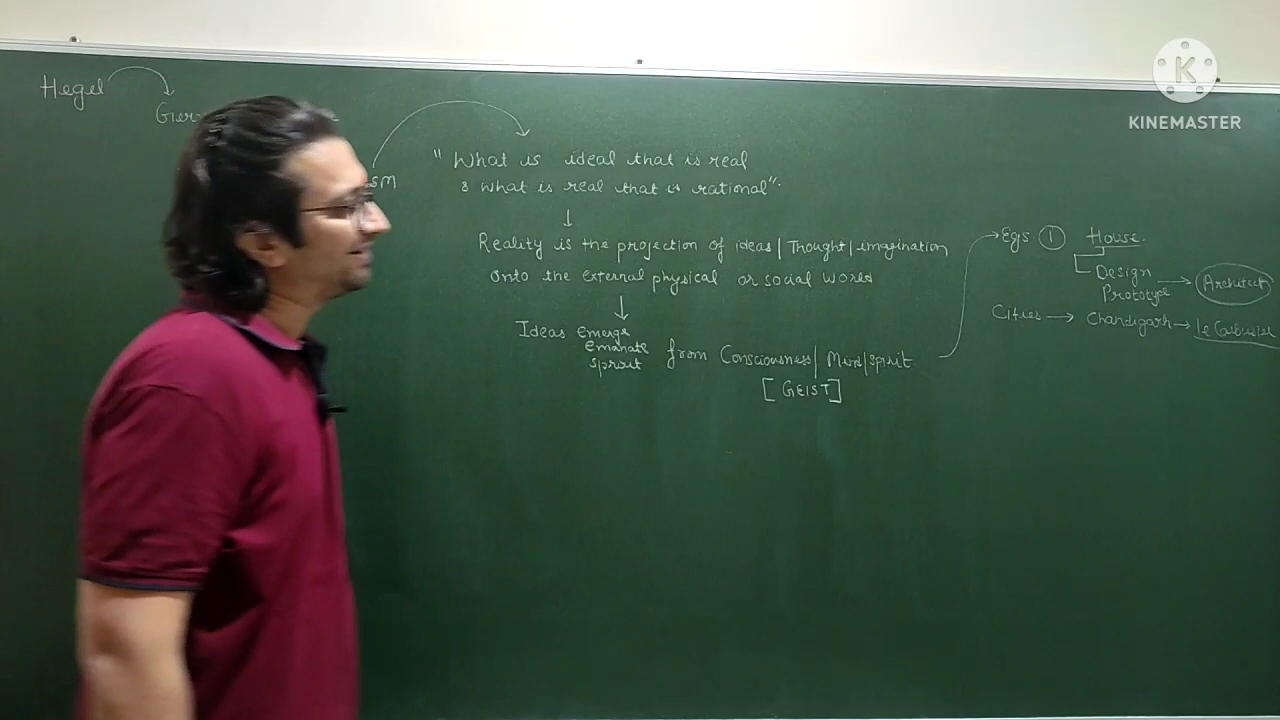 Hegel
" What is ideal that is real
& what is real that is rational".
Reality is the projection of ideas / Thought / imagination
onto the External physical or social World
Ideas emerge
emanate
sprout
from Consciousness / Mind/spirit
[GEIST]
Egs. 1 House.
Design
Prototype
Architect
Cities → Chandigarh → Le Corbusier
K
KINEMASTER